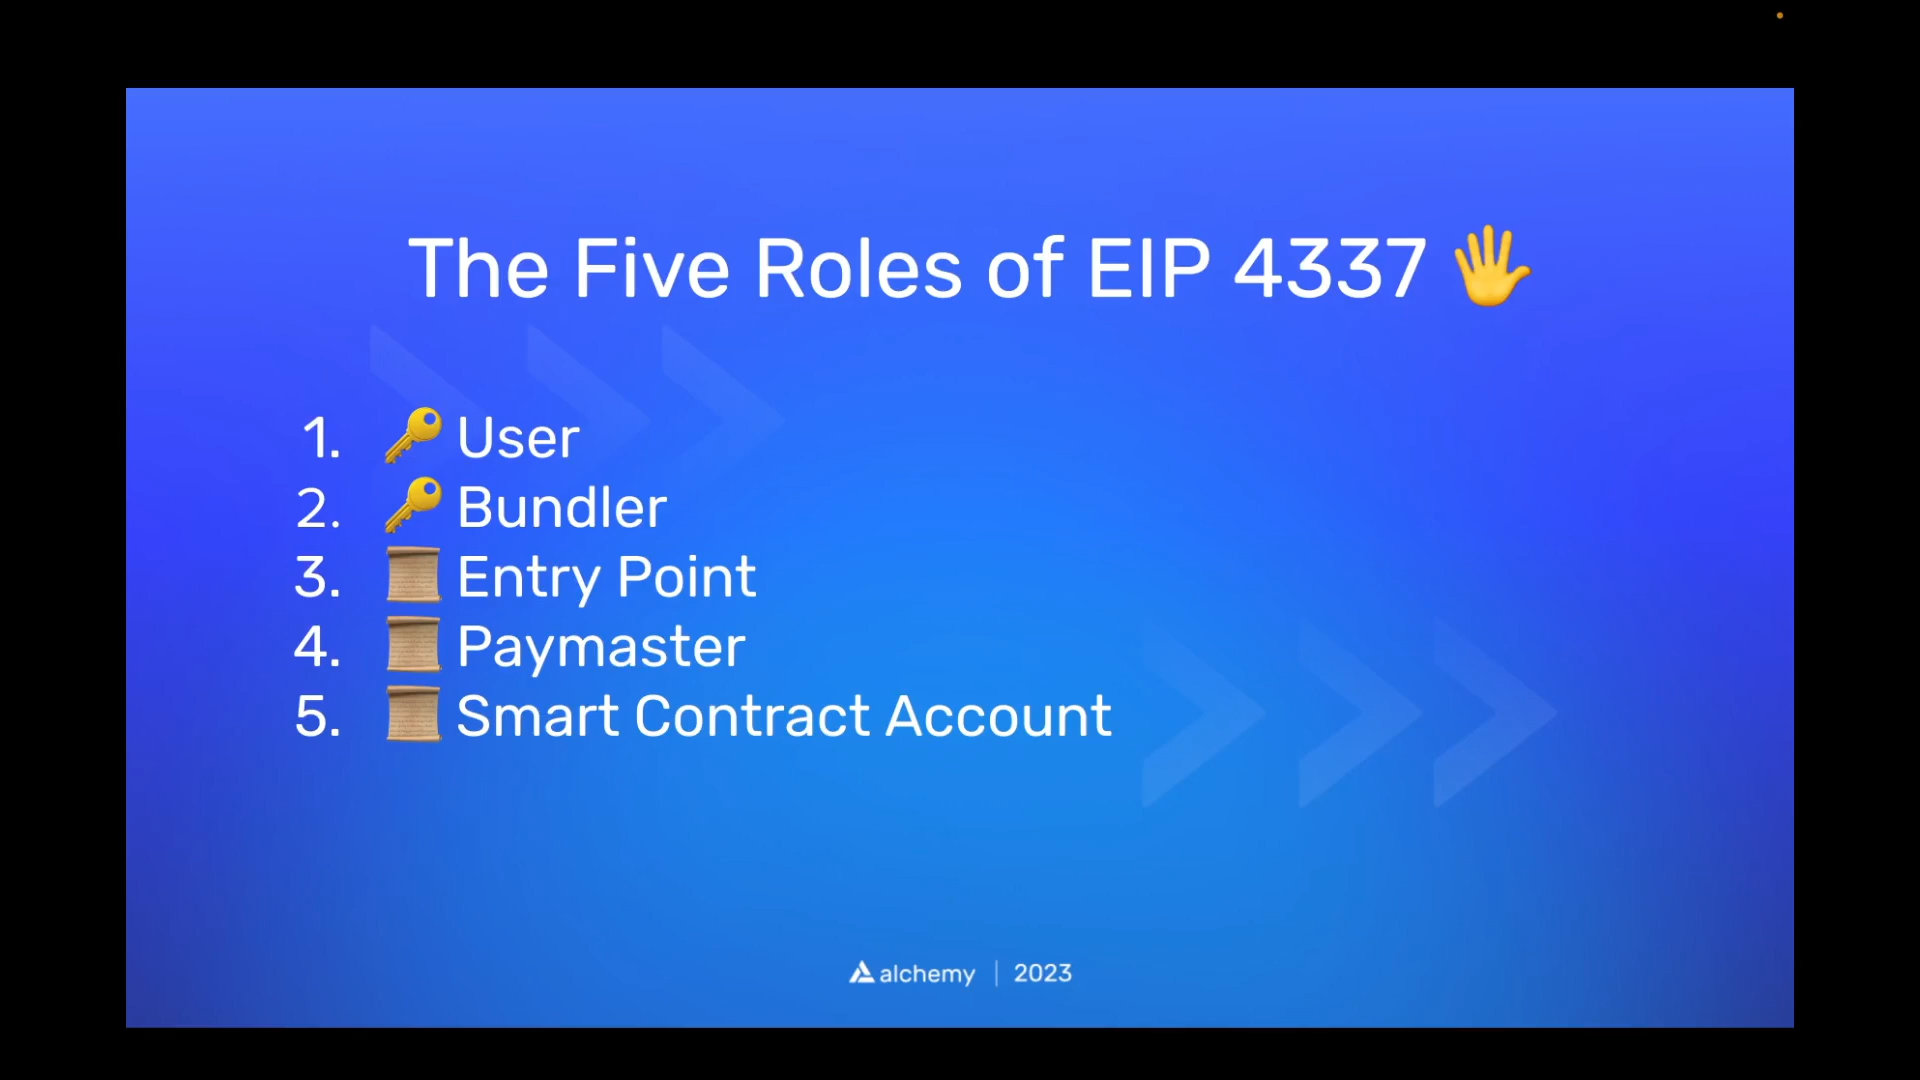 The Five Roles of EIP 4337 🖐
1. 🔑 User
2. 🔑 Bundler
3. 📜 Entry Point
4. 📜 Paymaster
5. 📜 Smart Contract Account
alchemy | 2023